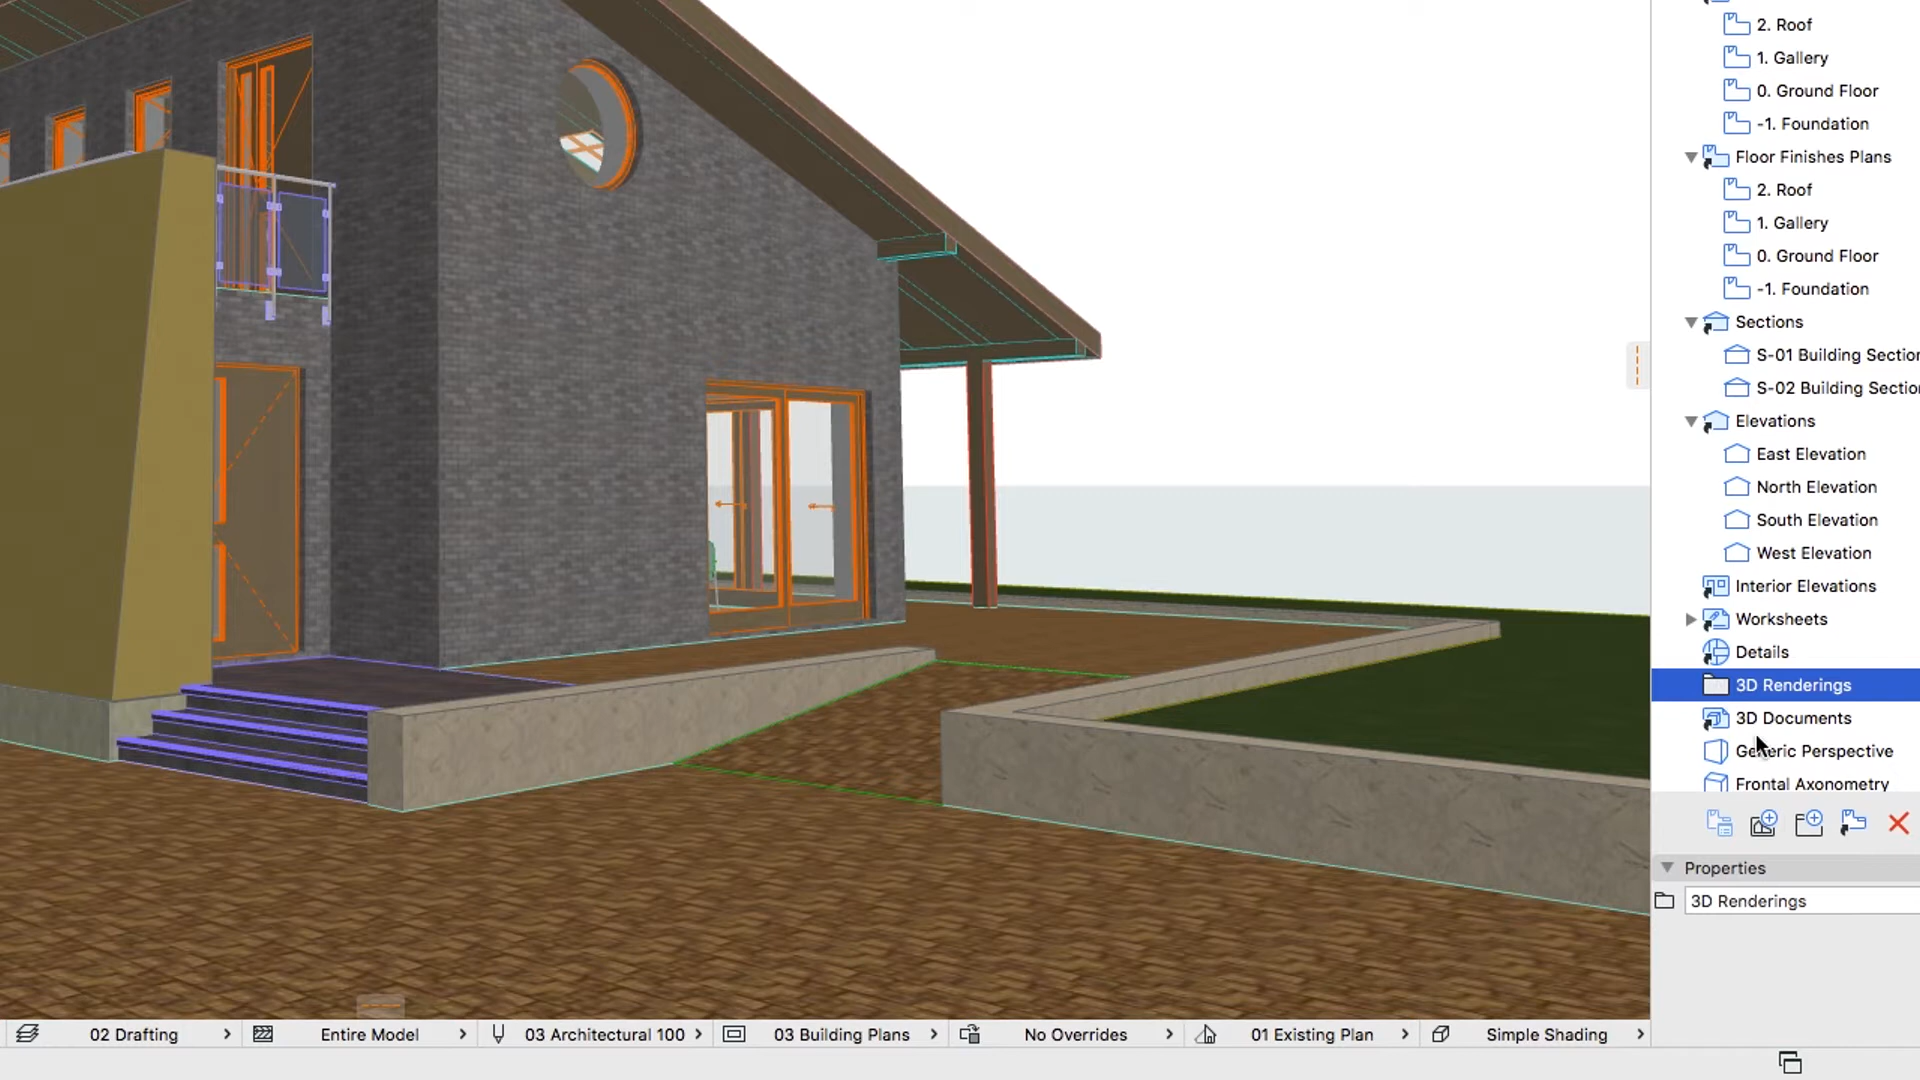 2. Roof
1. Gallery
0. Ground Floor
-1. Foundation
Floor Finishes Plans
2. Roof
1. Gallery
0. Ground Floor
-1. Foundation
Sections
S-01 Building Section
S-02 Building Section
Elevations
East Elevation
North Elevation
South Elevation
West Elevation
Interior Elevations
Worksheets
Details
3D Renderings
3D Documents
Generic Perspective
Frontal Axonometry
Properties
3D Renderings
02 Drafting
Entire Model
03 Architectural 100
03 Building Plans
No Overrides
01 Existing Plan
Simple Shading